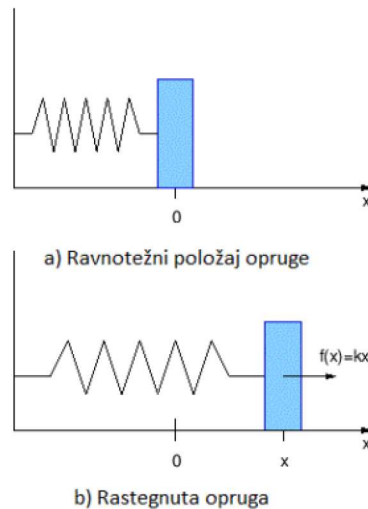 x
0
a) Ravnotežni položaj opruge
f(x)=kx
x
0
x
b) Rastegnuta opruga